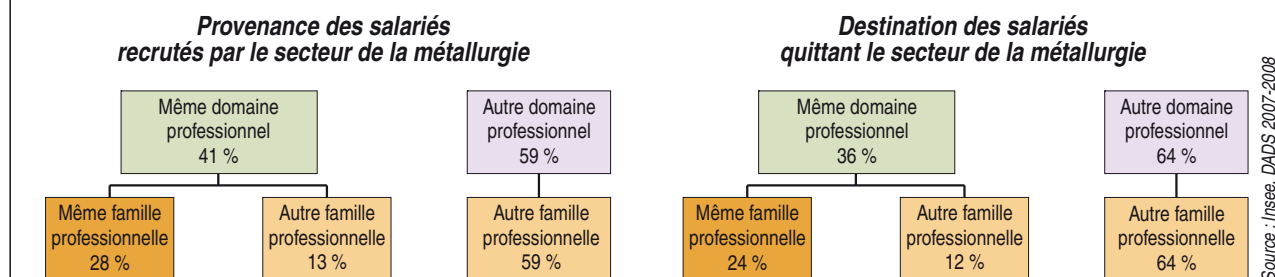 Provenance des salariés
recrutés par le secteur de la métallurgie
Même domaine
professionnel
41 %
Autre domaine
professionnel
59 %
Même famille
professionnelle
28 %
Autre famille
professionnelle
13 %
Autre famille
professionnelle
59 %
Destination des salariés
quittant le secteur de la métallurgie
Même domaine
professionnel
36 %
Autre domaine
professionnel
64 %
Même famille
professionnelle
24 %
Autre famille
professionnelle
12 %
Autre famille
professionnelle
64 %
Source : Insee, DADS 2007-2008